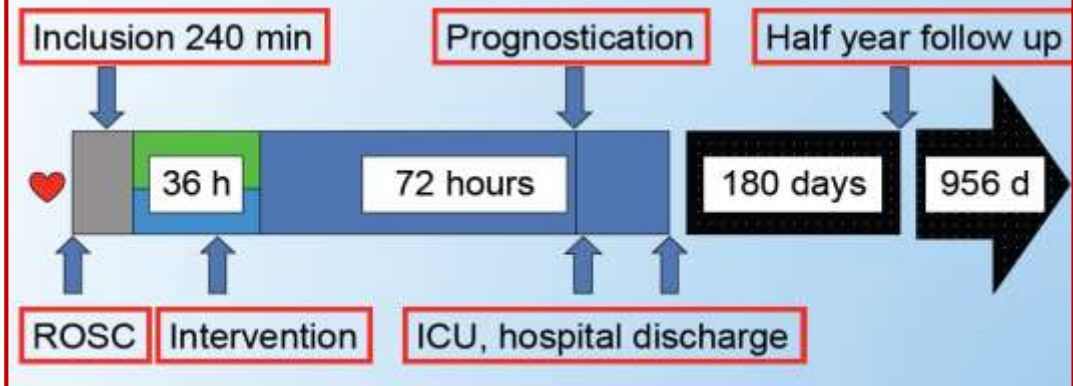 Inclusion 240 min
Prognostication
Half year follow up
36 h
72 hours
180 days
956 d
ROSC
Intervention
ICU, hospital discharge